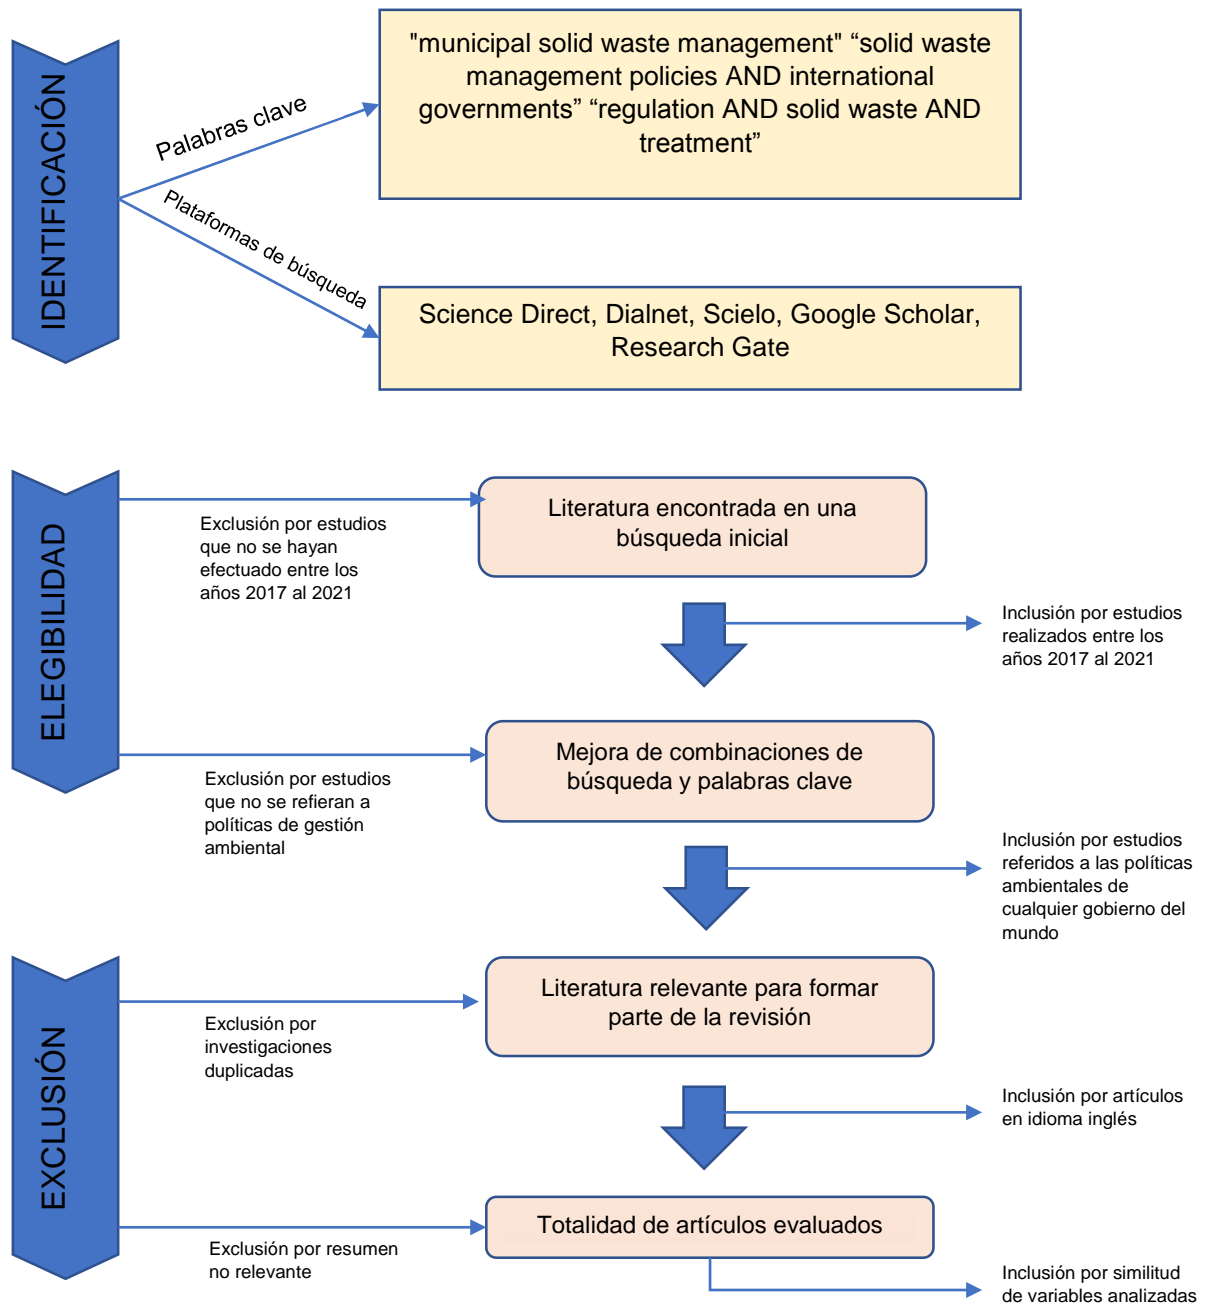 IDENTIFICACIÓN
Palabras clave
"municipal solid waste management" “solid waste
management policies AND international
governments” “regulation AND solid waste AND
treatment”
Plataformas de búsqueda
Science Direct, Dialnet, Scielo, Google Scholar,
Research Gate
ELEGIBILIDAD
Exclusión por estudios
que no se hayan
efectuado entre los
años 2017 al 2021
Literatura encontrada en una
búsqueda inicial
Inclusión por estudios
realizados entre los
años 2017 al 2021
Exclusión por estudios
que no se refieran a
políticas de gestión
ambiental
Mejora de combinaciones de
búsqueda y palabras clave
Inclusión por estudios
referidos a las políticas
ambientales de
cualquier gobierno del
mundo
EXCLUSIÓN
Exclusión por
investigaciones
duplicadas
Literatura relevante para formar
parte de la revisión
Inclusión por artículos
en idioma inglés
Exclusión por resumen
no relevante
Totalidad de artículos evaluados
Inclusión por similitud
de variables analizadas